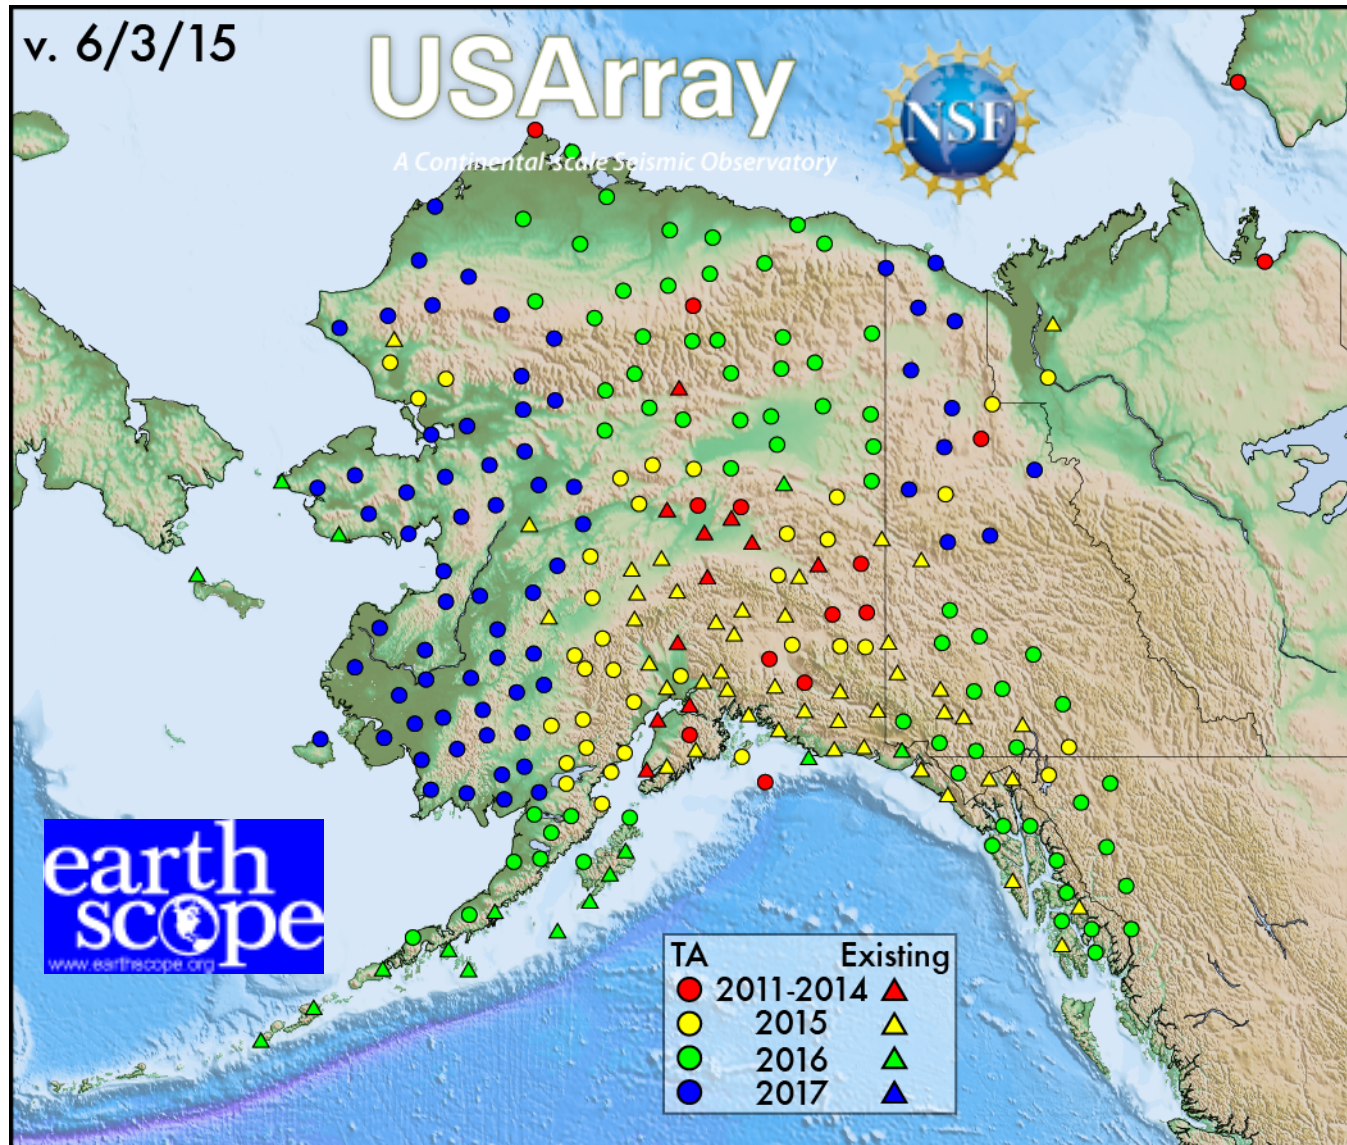 v. 6/3/15
USArray
A Continental Scale Seismic Observatory
NSF
earth
scope
www.earthscope.org
TA Existing
2011-2014
2015
2016
2017